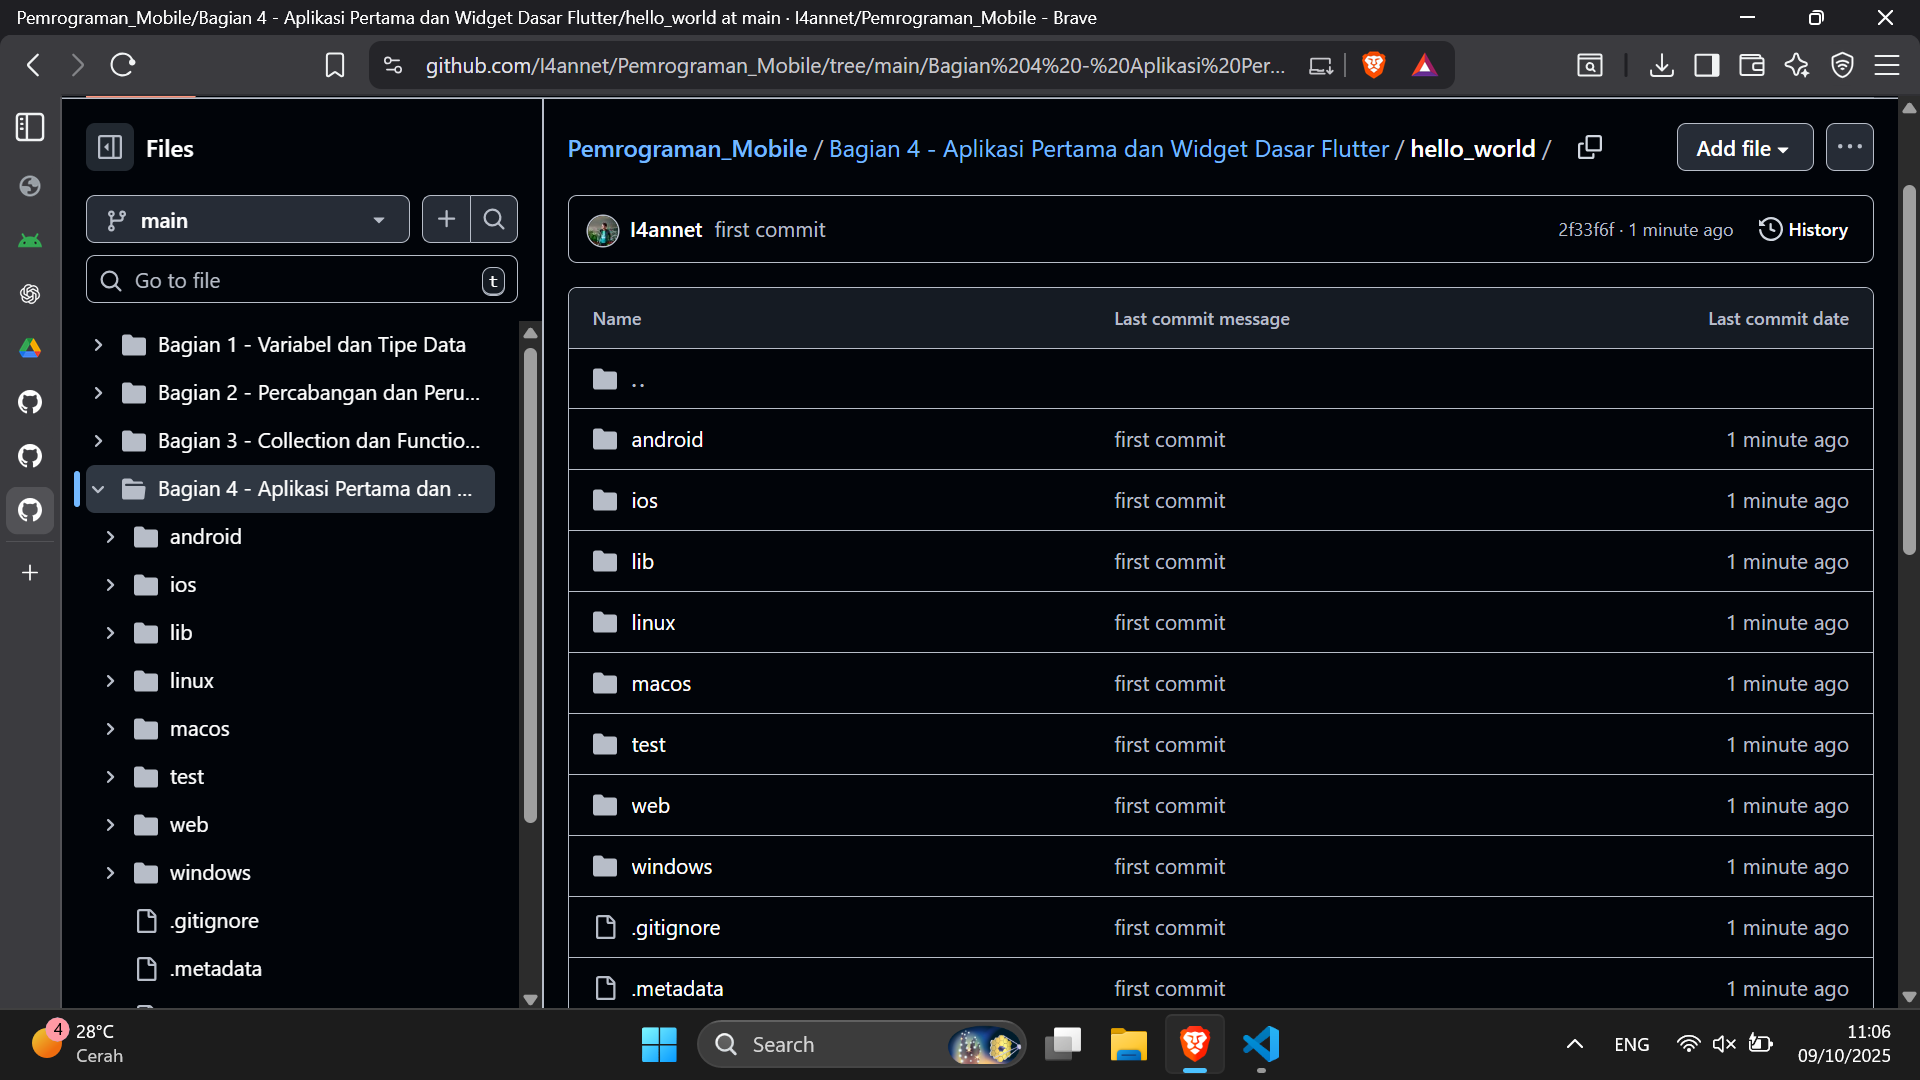 Pemrograman_Mobile/Bagian 4 - Aplikasi Pertama dan Widget Dasar Flutter/hello_world at main · l4annet/Pemrograman_Mobile - Brave
github.com/l4annet/Pemrograman_Mobile/tree/main/Bagian%204%20-%20Aplikasi%20Per...
Files
main
Go to file
t
Bagian 1 - Variabel dan Tipe Data
Bagian 2 - Percabangan dan Peru...
Bagian 3 - Collection dan Functio...
Bagian 4 - Aplikasi Pertama dan ...
android
ios
lib
linux
macos
test
web
windows
.gitignore
.metadata
Pemrograman_Mobile / Bagian 4 - Aplikasi Pertama dan Widget Dasar Flutter / hello_world /
Add file
l4annet first commit
2f33f6f · 1 minute ago
History
Name Last commit message Last commit date
..
android first commit 1 minute ago
ios first commit 1 minute ago
lib first commit 1 minute ago
linux first commit 1 minute ago
macos first commit 1 minute ago
test first commit 1 minute ago
web first commit 1 minute ago
windows first commit 1 minute ago
.gitignore first commit 1 minute ago
.metadata first commit 1 minute ago
4
28°C
Cerah
Search
ENG
11:06
09/10/2025